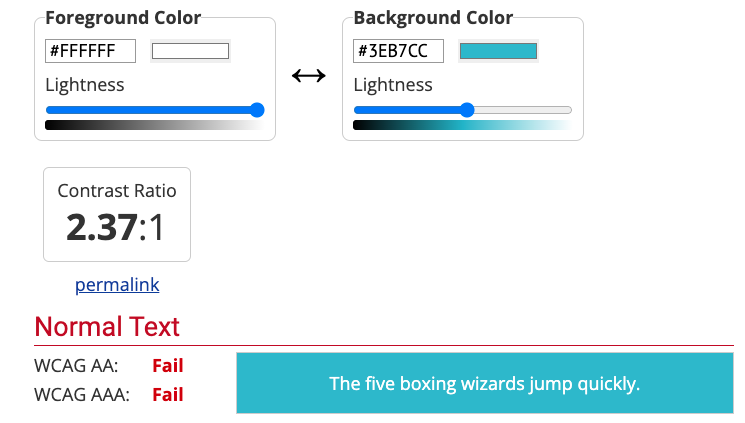 Foreground Color
#FFFFFF
Lightness
Background Color
#3EB7CC
Lightness
Contrast Ratio
2.37:1
permalink
Normal Text
WCAG AA: Fail
WCAG AAA: Fail
The five boxing wizards jump quickly.